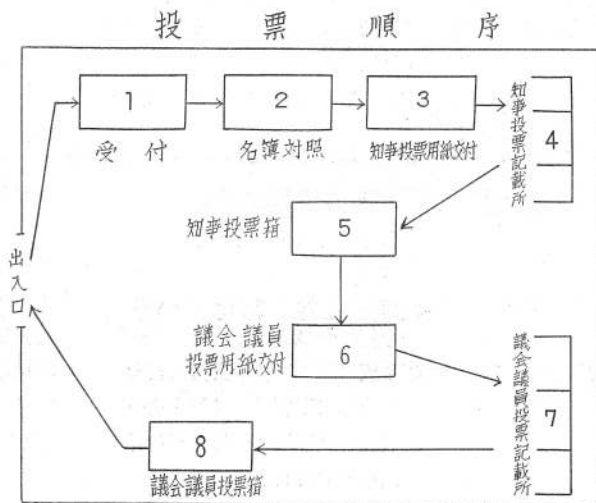 投票順序
1
受付
2
名簿対照
3
知事投票用紙交付
知事投票記載所
4
知事投票箱
5
議会議員
投票用紙交付
6
議会議員投票記載所
7
8
議会議員投票箱
出入口